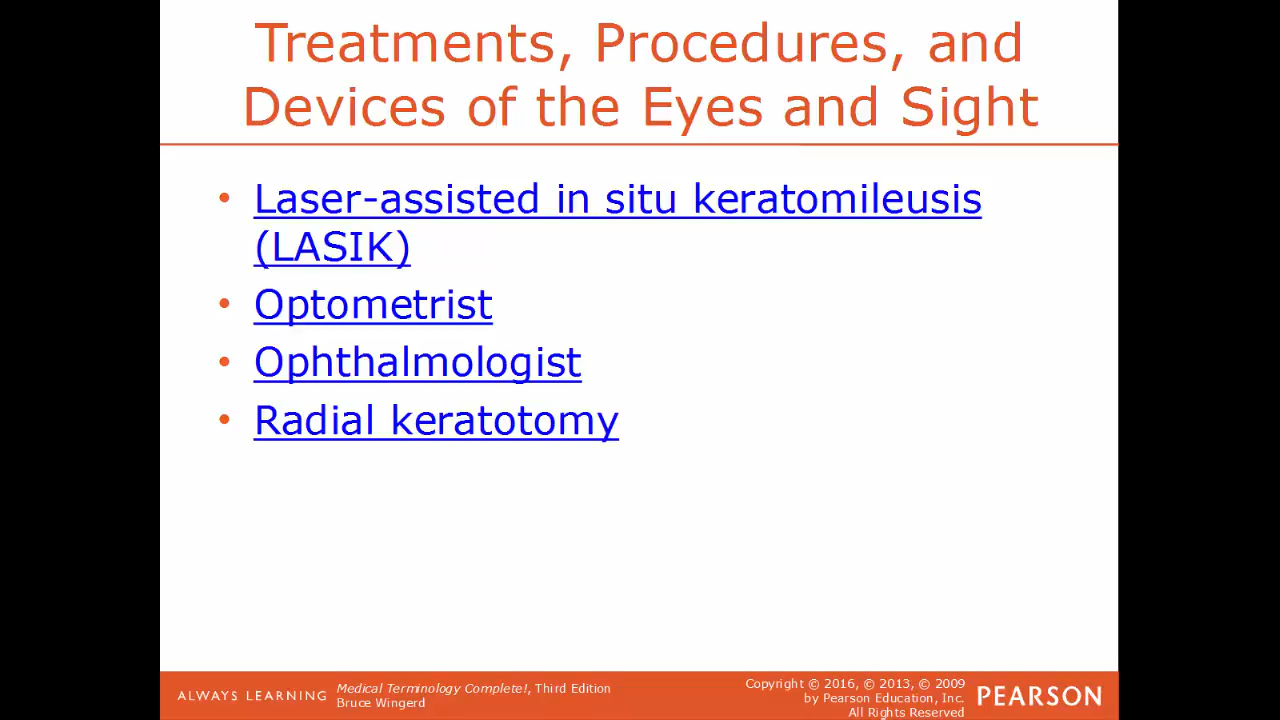 Treatments, Procedures, and
Devices of the Eyes and Sight
• Laser-assisted in situ keratomileusis
(LASIK)
• Optometrist
• Ophthalmologist
• Radial keratotomy
ALWAYS LEARNING
Medical Terminology Complete!, Third Edition
Bruce Wingerd
Copyright © 2016, © 2013, © 2009
by Pearson Education, Inc.
All Rights Reserved
PEARSON